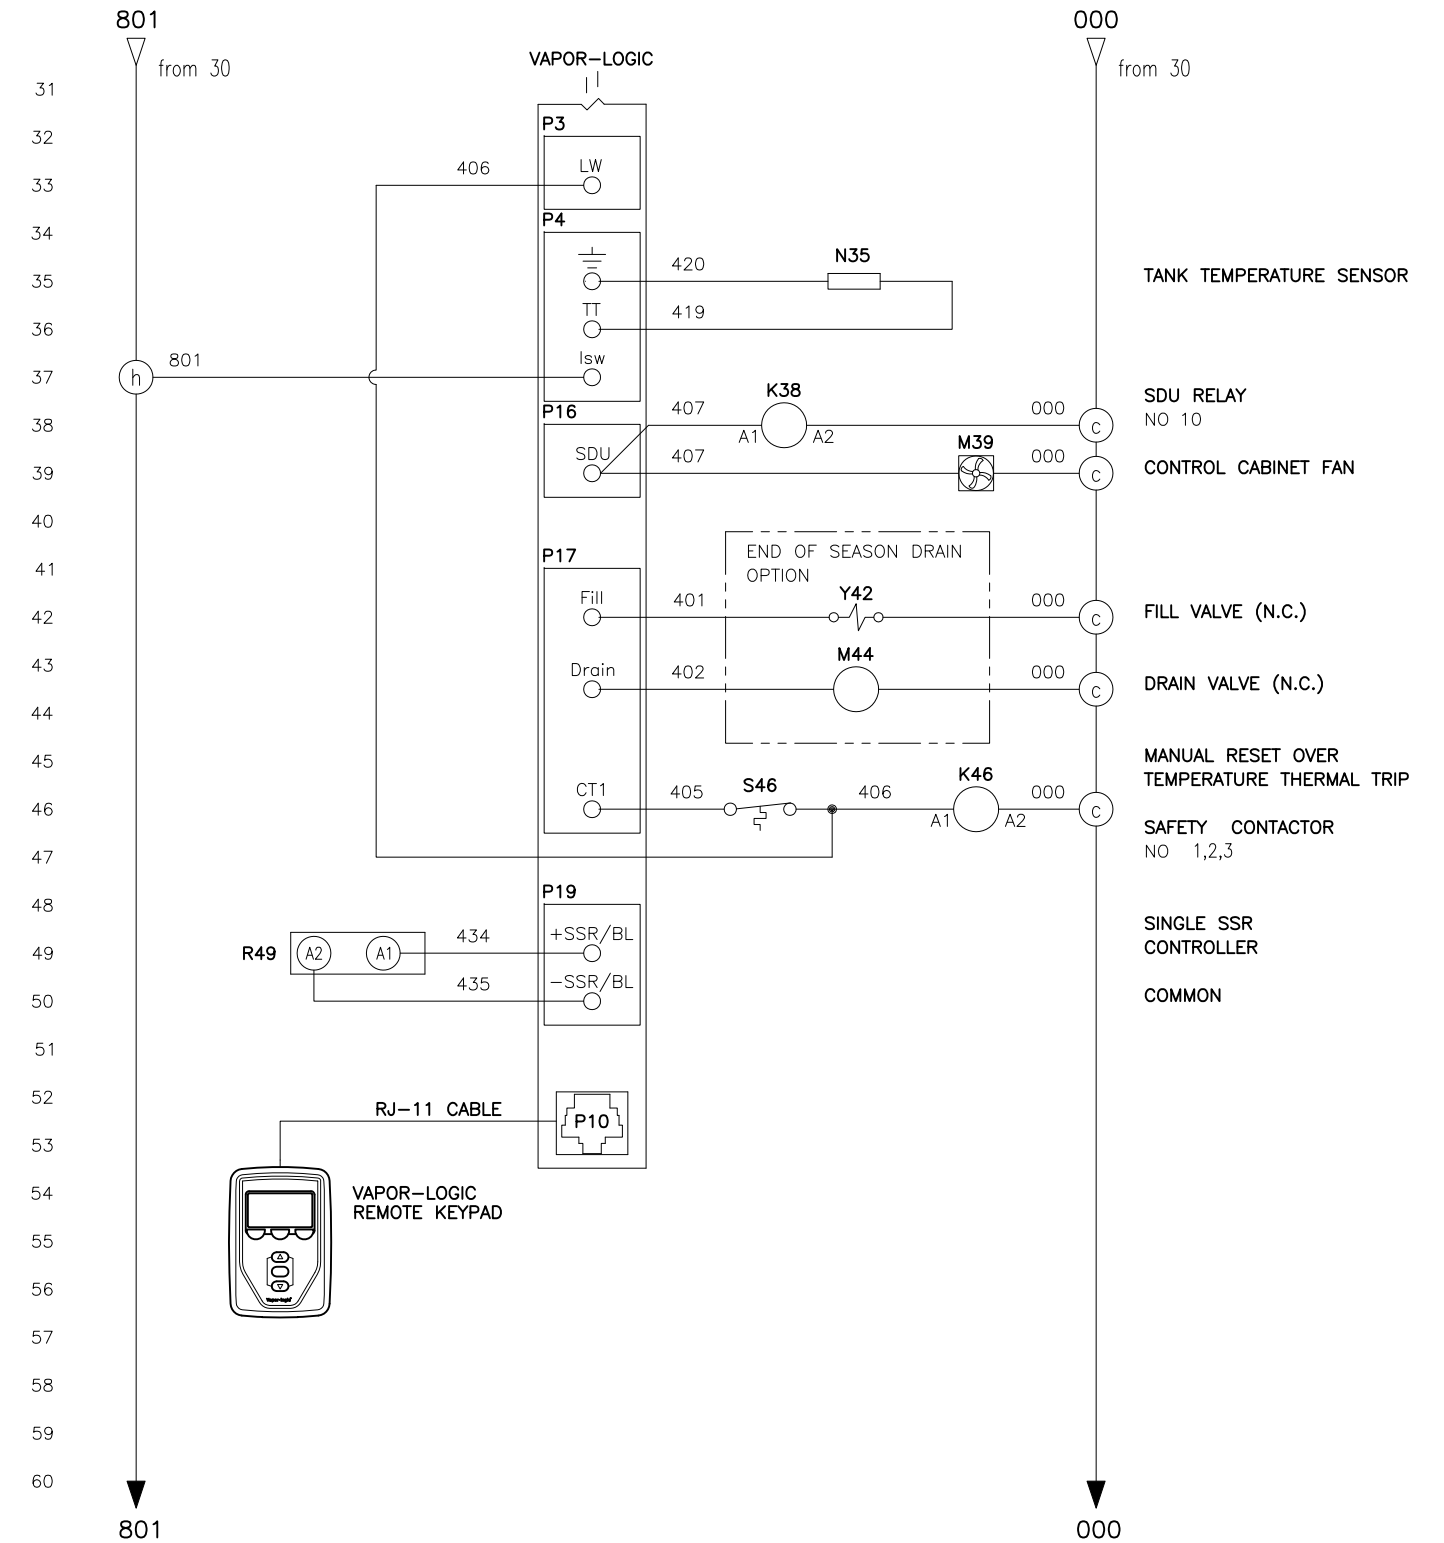 801
000
from 30
from 30
VAPOR-LOGIC
31
32
P3
LW
406
33
34
P4
420
N35
35
TANK TEMPERATURE SENSOR
TT
419
36
Isw
801
37
h
K38
SDU RELAY
P16
407
000
NO 10
38
A1
A2
c
M39
SDU
407
000
39
CONTROL CABINET FAN
c
40
END OF SEASON DRAIN
OPTION
P17
41
Fill
401
Y42
000
42
FILL VALVE (N.C.)
c
43
M44
Drain
402
000
DRAIN VALVE (N.C.)
c
44
45
MANUAL RESET OVER
TEMPERATURE THERMAL TRIP
CT1
405
S46
406
K46
000
46
A1
A2
c
SAFETY CONTACTOR
NO 1,2,3
47
48
P19
SINGLE SSR
CONTROLLER
+SSR/BL
434
49
R49
A2
A1
-SSR/BL
435
50
COMMON
51
52
RJ-11 CABLE
P10
53
54
VAPOR-LOGIC
REMOTE KEYPAD
55
56
Vapor-logic
57
58
59
60
801
000